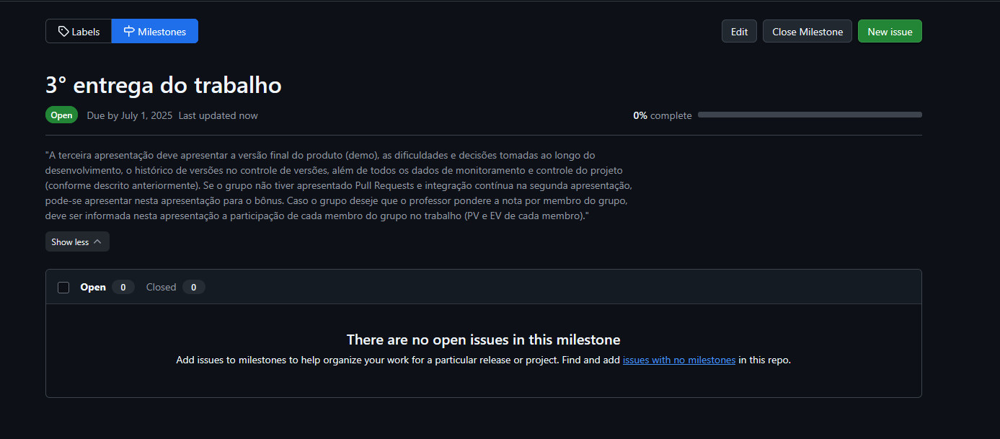 Labels Milestones Edit Close Milestone New issue
3° entrega do trabalho
Open Due by July 1, 2025 Last updated now 0% complete
"A terceira apresentação deve apresentar a versão final do produto (demo), as dificuldades e decisões tomadas ao longo do
desenvolvimento, o histórico de versões no controle de versões, além de todos os dados de monitoramento e controle do projeto
(conforme descrito anteriormente). Se o grupo não tiver apresentado Pull Requests e integração contínua na segunda apresentação,
pode-se apresentar nesta apresentação para o bônus. Caso o grupo deseje que o professor pondere a nota por membro do grupo,
deve ser informada nesta apresentação a participação de cada membro do grupo no trabalho (PV e EV de cada membro)."
Show less
Open 0 Closed 0
There are no open issues in this milestone
Add issues to milestones to help organize your work for a particular release or project. Find and add issues with no milestones in this repo.